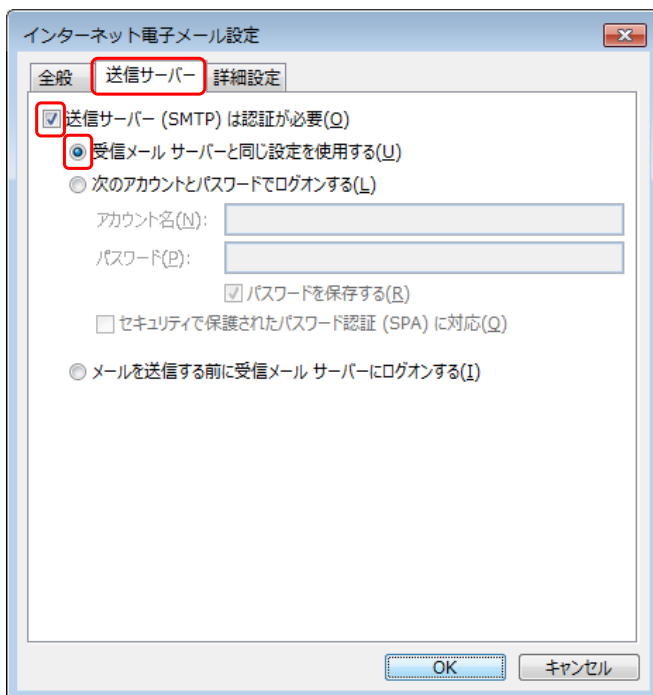 インターネット電子メール設定
全般 送信サーバー 詳細設定
送信サーバー (SMTP) は認証が必要(O)
受信メール サーバーと同じ設定を使用する(U)
次のアカウントとパスワードでログオンする(L)
アカウント名(N):
パスワード(P):
パスワードを保存する(R)
セキュリティで保護されたパスワード認証 (SPA) に対応(Q)
メールを送信する前に受信メール サーバーにログオンする(I)
OK キャンセル